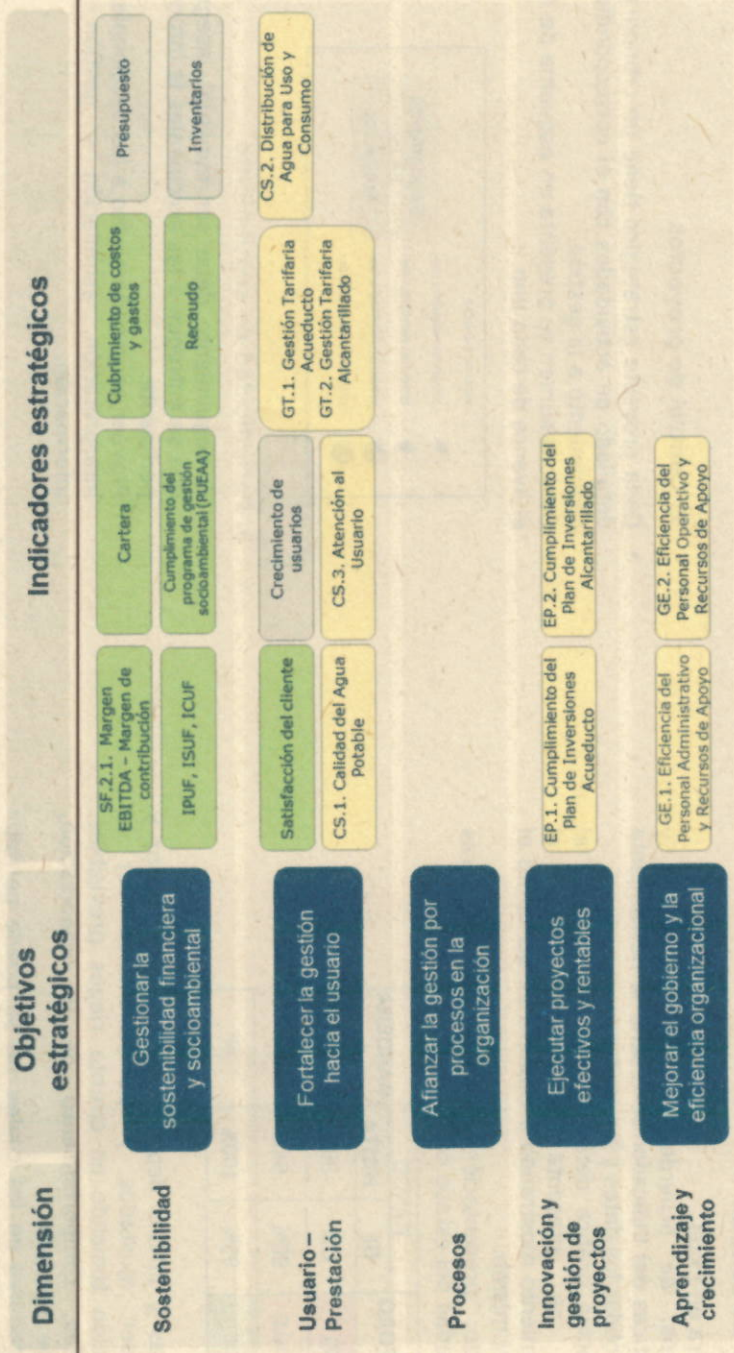 Dimensión
Objetivos
estratégicos
Indicadores estratégicos
Sostenibilidad
Gestionar la
sostenibilidad financiera
y socioambiental
SF.2.1. Margen
EBITDA – Margen de
contribución
Cartera
Cubrimiento de costos
y gastos
Presupuesto
IPUF, ISUF, ICUF
Cumplimiento del
programa de gestión
socioambiental (PUEAA)
Recaudo
Inventarios
Usuario –
Prestación
Fortalecer la gestión
hacia el usuario
Satisfacción del cliente
Crecimiento de
usuarios
GT.1. Gestión Tarifaria
Acueducto
GT.2. Gestión Tarifaria
Alcantarillado
CS.2. Distribución de
Agua para Uso y
Consumo
CS.1. Calidad del Agua
Potable
CS.3. Atención al
Usuario
Procesos
Afianzar la gestión por
procesos en la
organización
Innovación y
gestión de
proyectos
Ejecutar proyectos
efectivos y rentables
EP.1. Cumplimiento del
Plan de Inversiones
Acueducto
EP.2. Cumplimiento del
Plan de Inversiones
Alcantarillado
Aprendizaje y
crecimiento
Mejorar el gobierno y la
eficiencia organizacional
GE.1. Eficiencia del
Personal Administrativo
y Recursos de Apoyo
GE.2. Eficiencia del
Personal Operativo y
Recursos de Apoyo